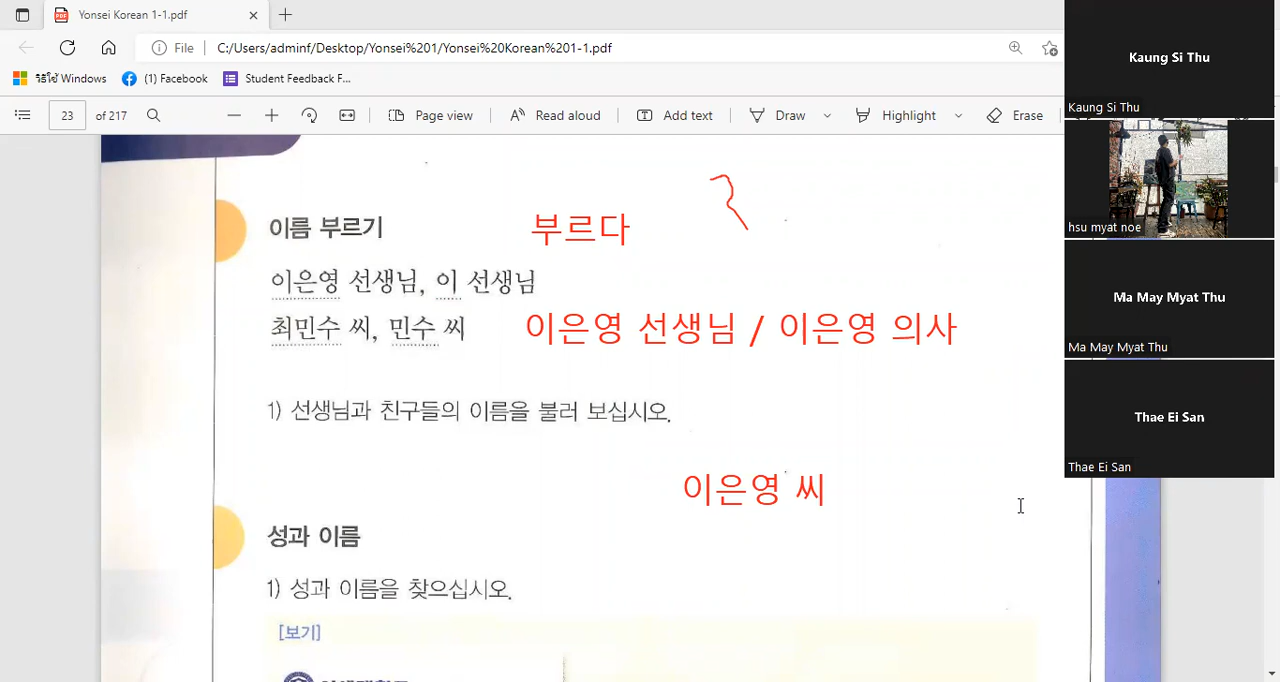 Yonsei Korean 1-1.pdf
File C:/Users/adminf/Desktop/Yonsei%201/Yonsei%20Korean%201-1.pdf
วิธีใช้ Windows (1) Facebook Student Feedback F...
23 of 217 Page view Read aloud Add text Draw Highlight Erase
이름 부르기 부르다
이은영 선생님, 이 선생님
최민수 씨, 민수 씨 이은영 선생님 / 이은영 의사
1) 선생님과 친구들의 이름을 불러 보십시오.
이은영 씨
성과 이름
1) 성과 이름을 찾으십시오.
[보기]
Kaung Si Thu
Kaung Si Thu
hsu myat noe
Ma May Myat Thu
Ma May Myat Thu
Thae Ei San
Thae Ei San